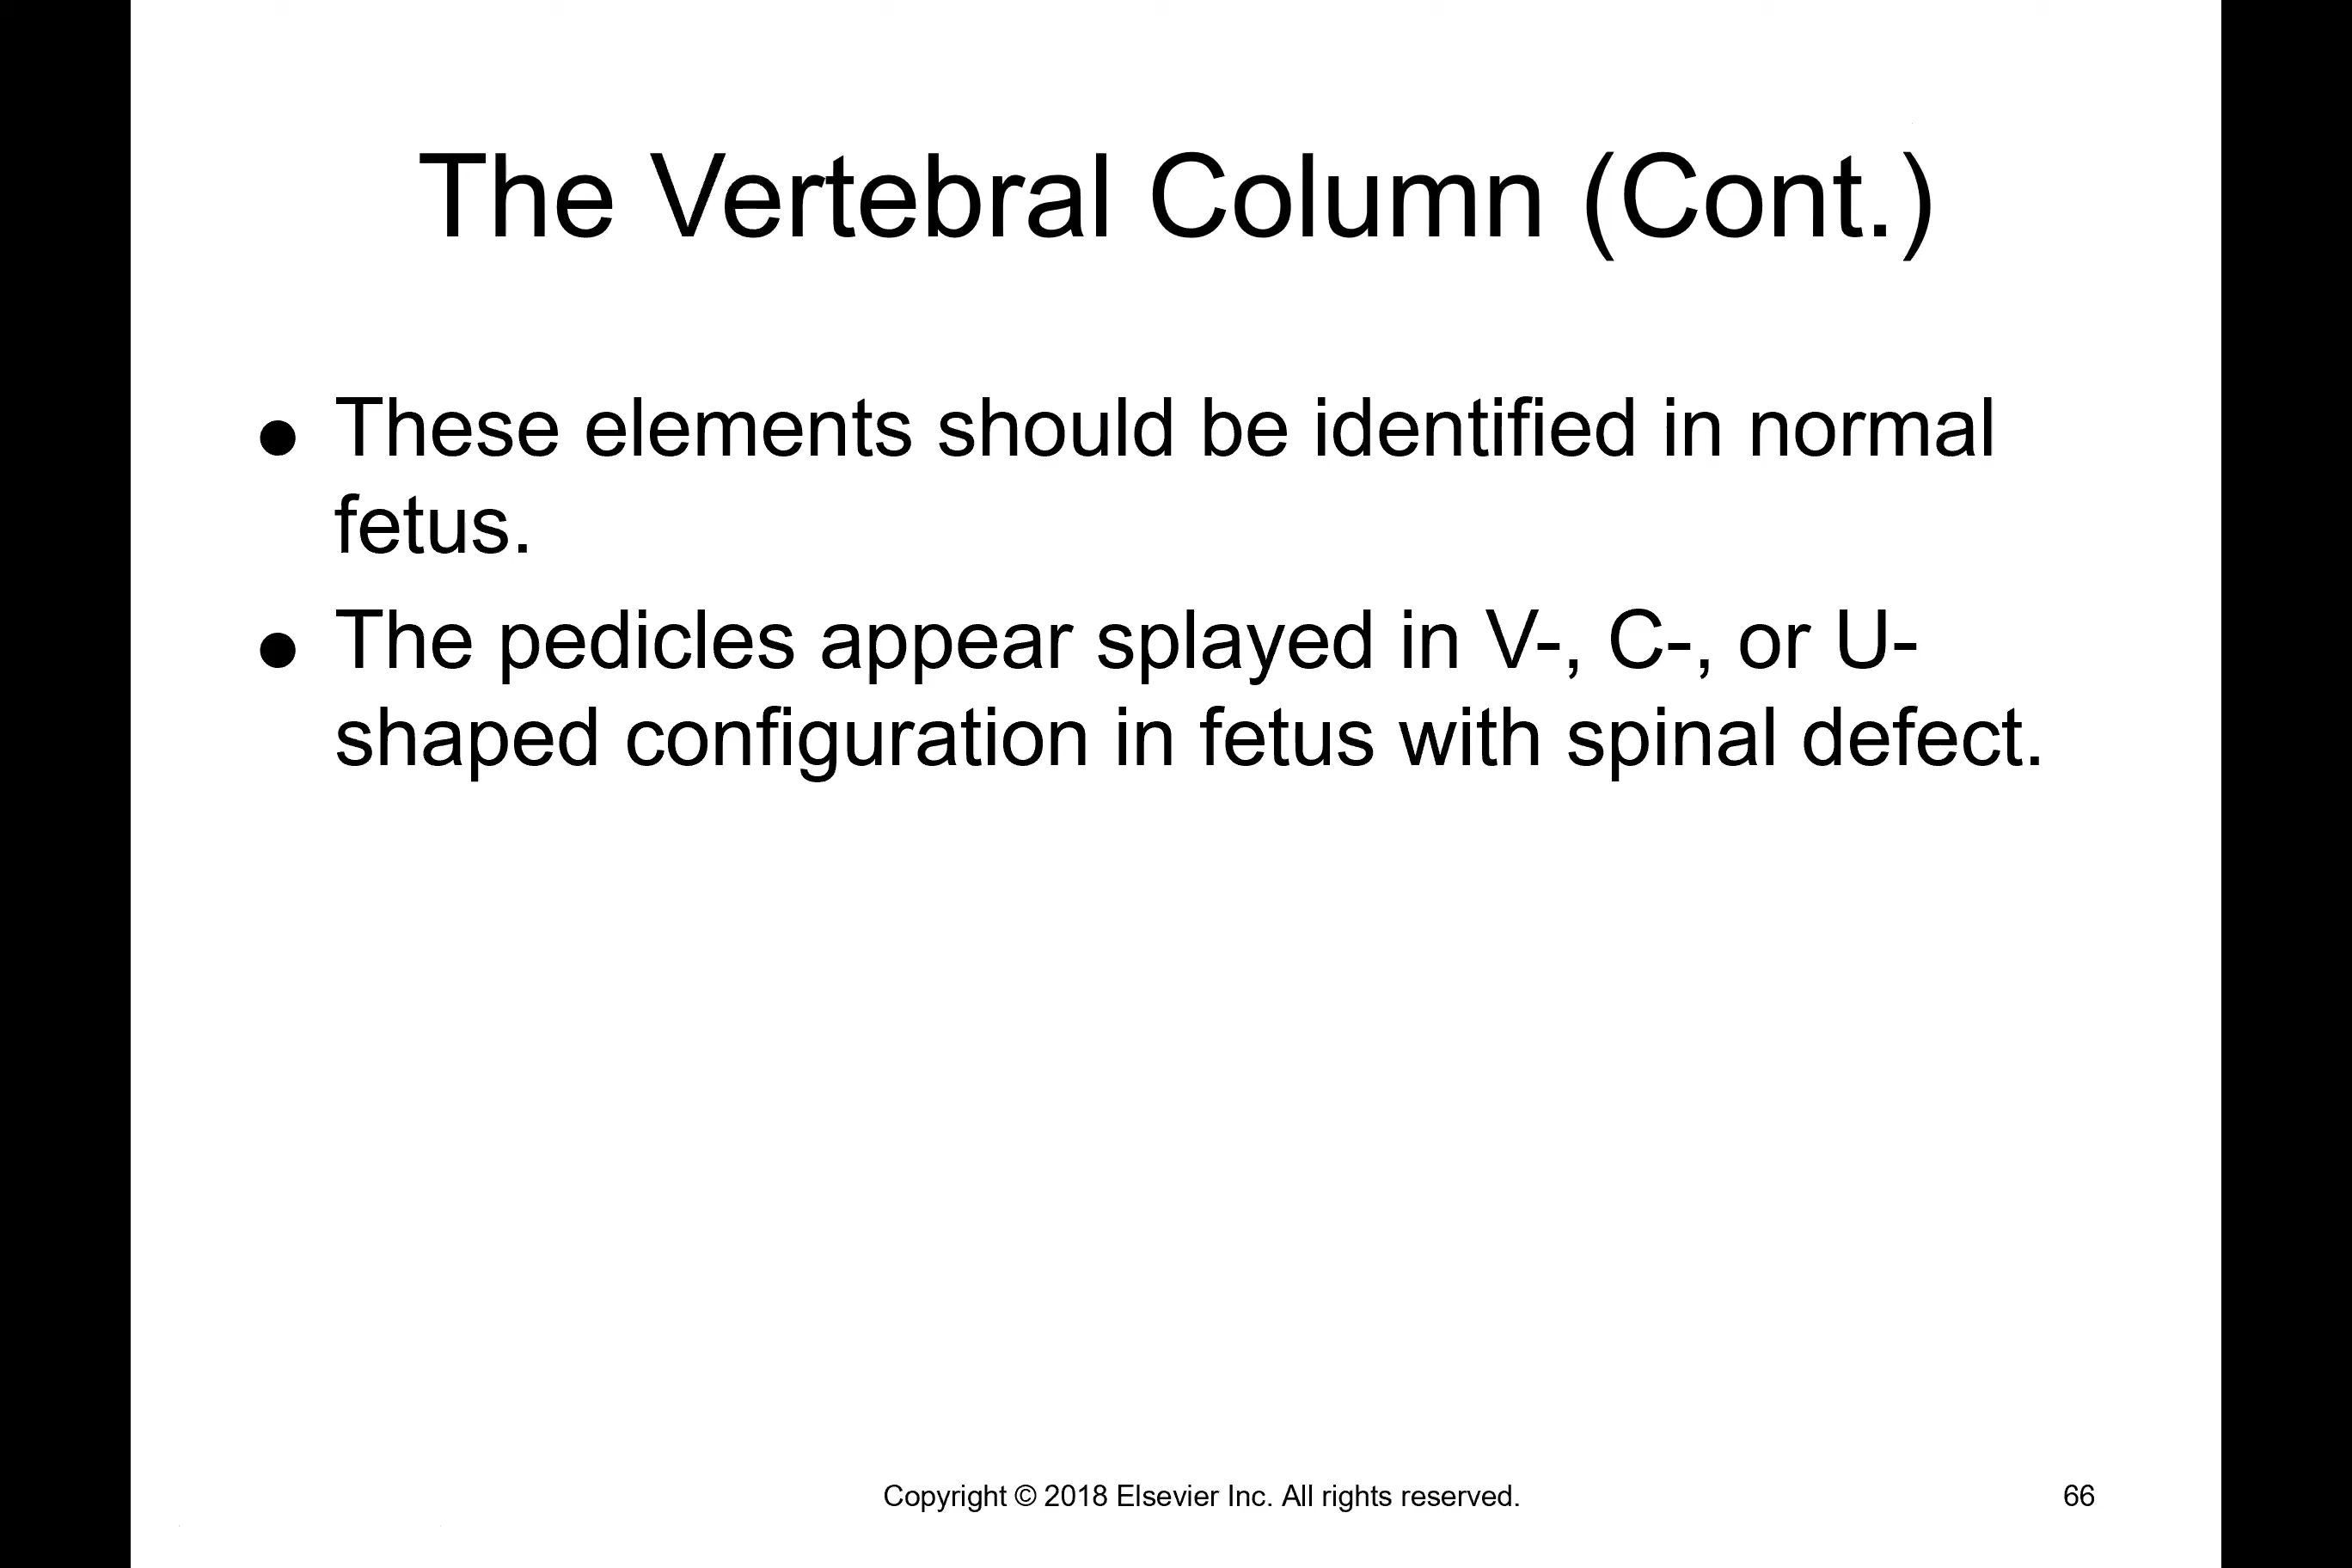 The Vertebral Column (Cont.)
● These elements should be identified in normal
fetus.
● The pedicles appear splayed in V-, C-, or U-
shaped configuration in fetus with spinal defect.
Copyright © 2018 Elsevier Inc. All rights reserved.
66